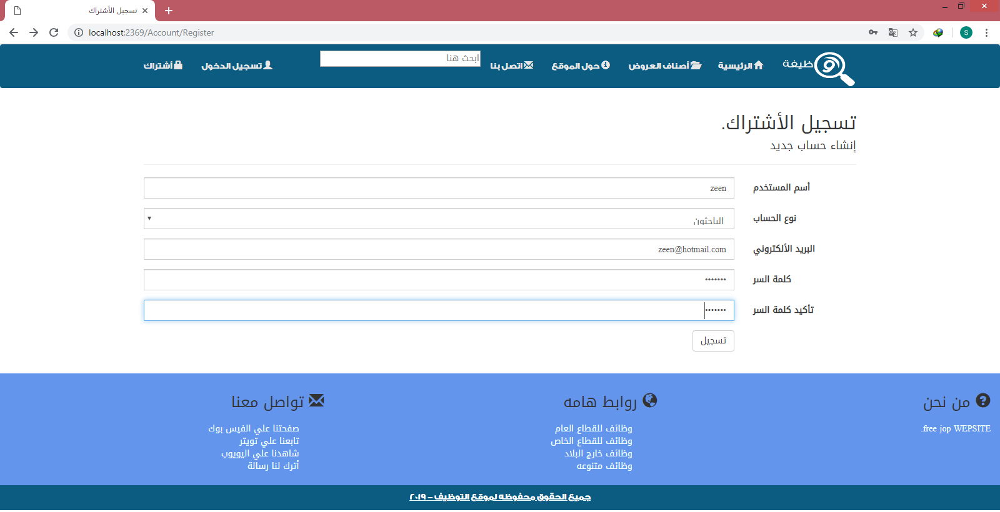 تسجيل الأشتراك
localhost:2369/Account/Register
S
وظيفة
الرئيسية
أصناف العروض
حول الموقع
اتصل بنا
ابحث هنا
تسجيل الدخول
أشتراك
تسجيل الأشتراك.
إنشاء حساب جديد
أسم المستخدم
zeen
نوع الحساب
الباحثون
البريد الألكتروني
zeen@hotmail.com
كلمة السر
•••••••
تأكيد كلمة السر
•••••••
تسجيل
من نحن
free jop WEPSITE.
روابط هامه
وظائف للقطاع العام
وظائف للقطاع الخاص
وظائف خارج البلاد
وظائف متنوعه
تواصل معنا
صفحتنا علي الفيس بوك
تابعنا علي تويتر
شاهدنا علي اليويوب
أترك لنا رسالة
جميع الحقوق محفوظه لموقع التوظيف - ٢٠١٩